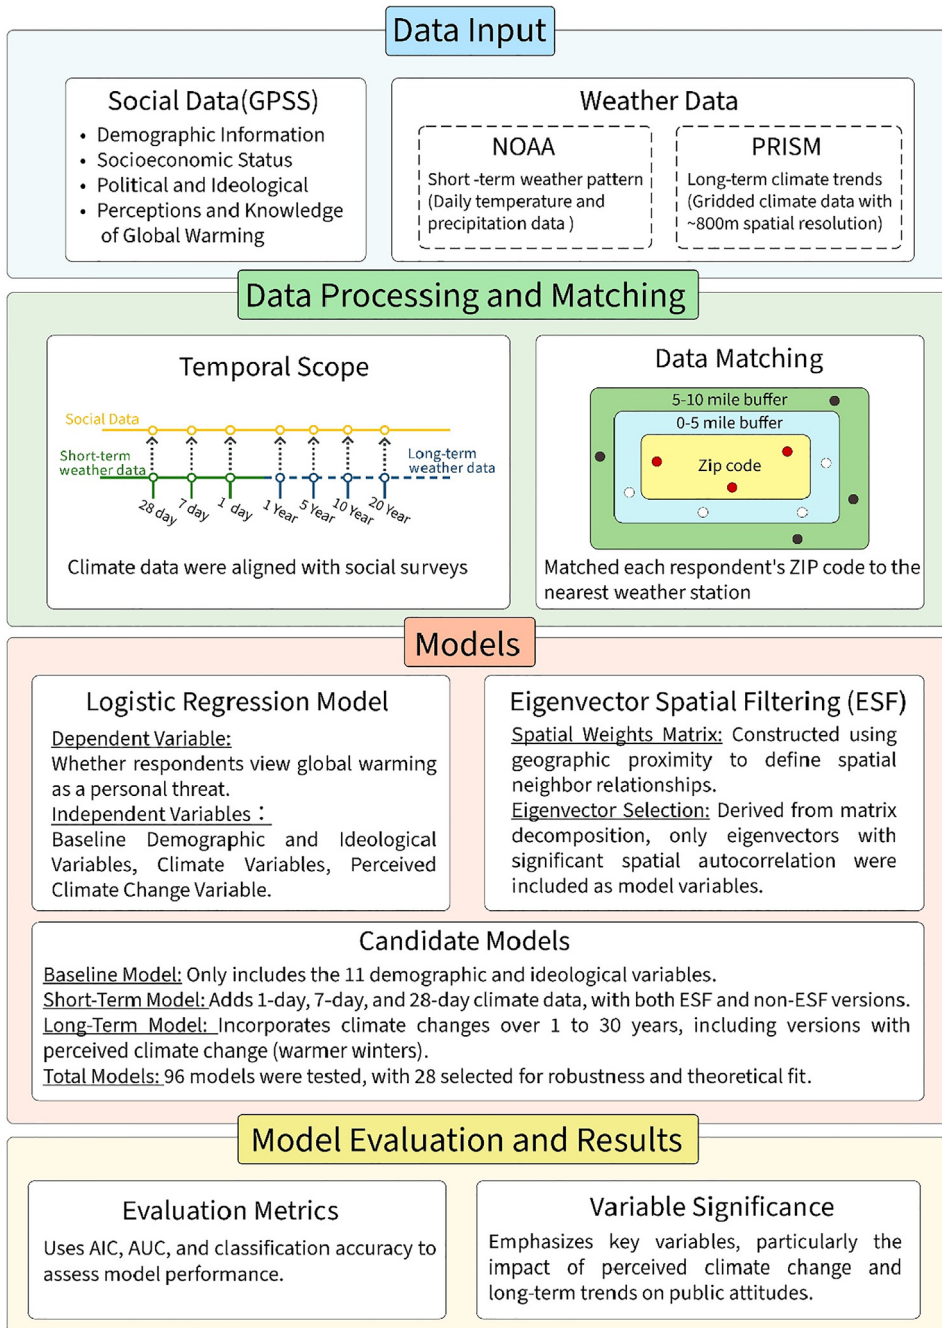 Data Input
Social Data(GPSS)
• Demographic Information
• Socioeconomic Status
• Political and Ideological
• Perceptions and Knowledge
of Global Warming
Weather Data
NOAA
Short -term weather pattern
(Daily temperature and
precipitation data )
PRISM
Long-term climate trends
(Gridded climate data with
~800m spatial resolution)
Data Processing and Matching
Temporal Scope
Social Data
Short-term
weather data
Long-term
weather data
28 day
7 day
1 day
1 Year
5 Year
10 Year
20 Year
Climate data were aligned with social surveys
Data Matching
5-10 mile buffer
0-5 mile buffer
Zip code
Matched each respondent's ZIP code to the
nearest weather station
Models
Logistic Regression Model
Dependent Variable:
Whether respondents view global warming
as a personal threat.
Independent Variables：
Baseline Demographic and Ideological
Variables, Climate Variables, Perceived
Climate Change Variable.
Eigenvector Spatial Filtering (ESF)
Spatial Weights Matrix: Constructed using
geographic proximity to define spatial
neighbor relationships.
Eigenvector Selection: Derived from matrix
decomposition, only eigenvectors with
significant spatial autocorrelation were
included as model variables.
Candidate Models
Baseline Model: Only includes the 11 demographic and ideological variables.
Short-Term Model: Adds 1-day, 7-day, and 28-day climate data, with both ESF and non-ESF versions.
Long-Term Model: Incorporates climate changes over 1 to 30 years, including versions with
perceived climate change (warmer winters).
Total Models: 96 models were tested, with 28 selected for robustness and theoretical fit.
Model Evaluation and Results
Evaluation Metrics
Uses AIC, AUC, and classification accuracy to
assess model performance.
Variable Significance
Emphasizes key variables, particularly the
impact of perceived climate change and
long-term trends on public attitudes.